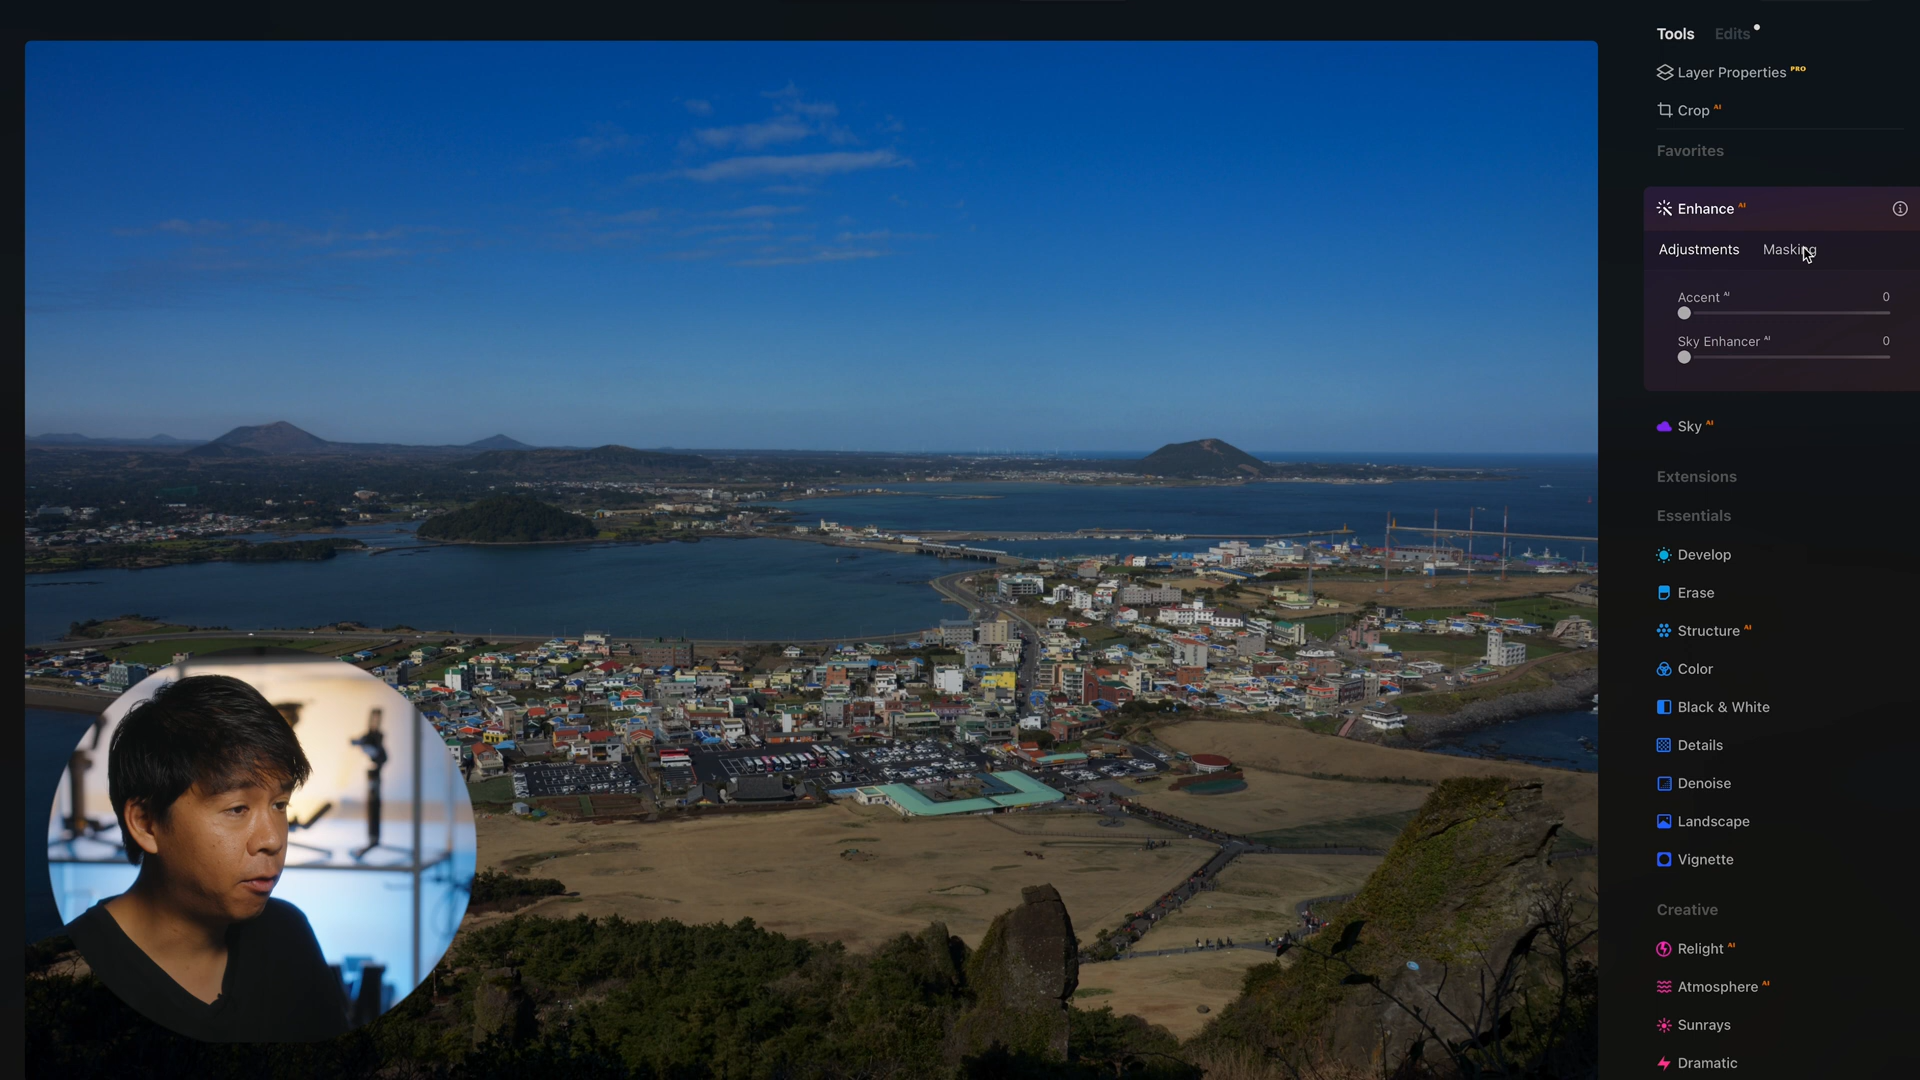 Tools Edits
Layer Properties PRO
Crop AI
Favorites
Enhance AI
Adjustments Masking
Accent AI 0
Sky Enhancer AI 0
Sky AI
Extensions
Essentials
Develop
Erase
Structure AI
Color
Black & White
Details
Denoise
Landscape
Vignette
Creative
Relight AI
Atmosphere AI
Sunrays
Dramatic